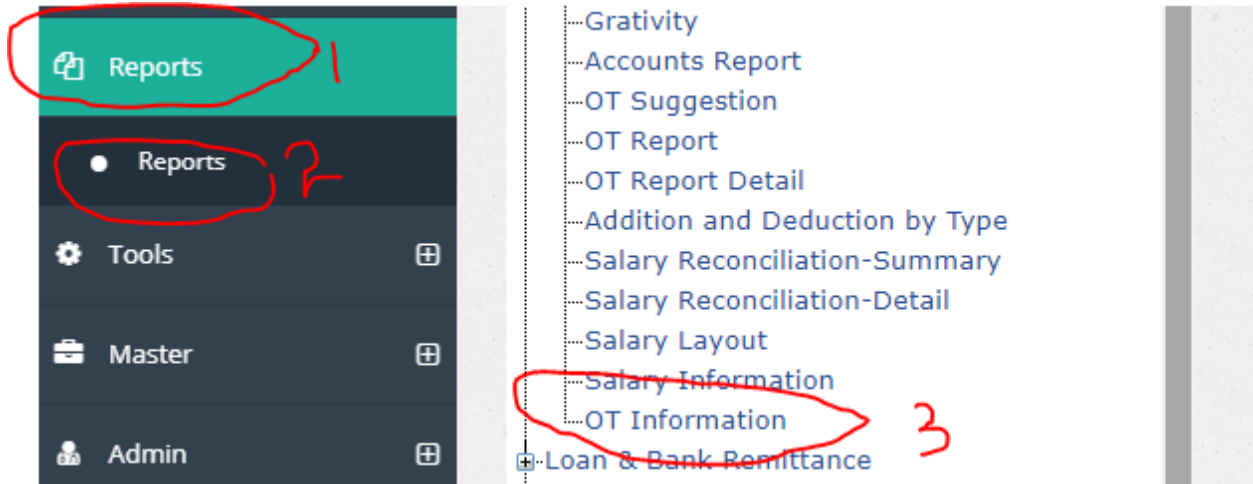 Reports
1
Reports
2
Tools
Master
Admin
Grativity
Accounts Report
OT Suggestion
OT Report
OT Report Detail
Addition and Deduction by Type
Salary Reconciliation-Summary
Salary Reconciliation-Detail
Salary Layout
Salary Information
OT Information
3
Loan & Bank Remittance